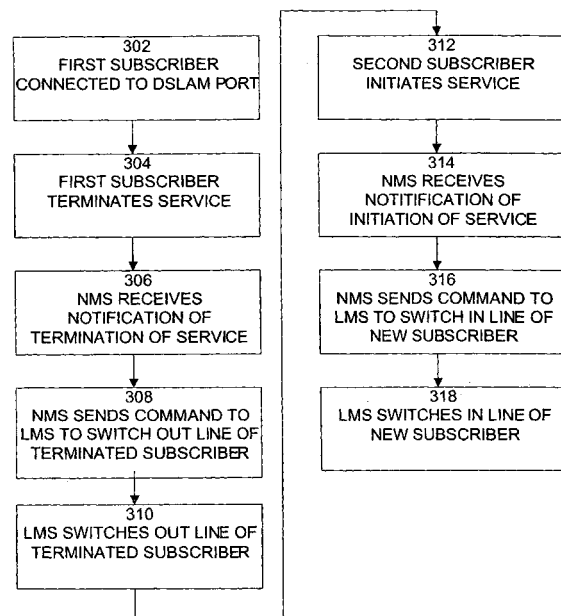 302
FIRST SUBSCRIBER
CONNECTED TO DSLAM PORT
304
FIRST SUBSCRIBER
TERMINATES SERVICE
306
NMS RECEIVES
NOTIFICATION OF
TERMINATION OF SERVICE
308
NMS SENDS COMMAND TO
LMS TO SWITCH OUT LINE OF
TERMINATED SUBSCRIBER
310
LMS SWITCHES OUT LINE OF
TERMINATED SUBSCRIBER
312
SECOND SUBSCRIBER
INITIATES SERVICE
314
NMS RECEIVES
NOTITIFICATION OF
INITIATION OF SERVICE
316
NMS SENDS COMMAND TO
LMS TO SWITCH IN LINE OF
NEW SUBSCRIBER
318
LMS SWITCHES IN LINE OF
NEW SUBSCRIBER